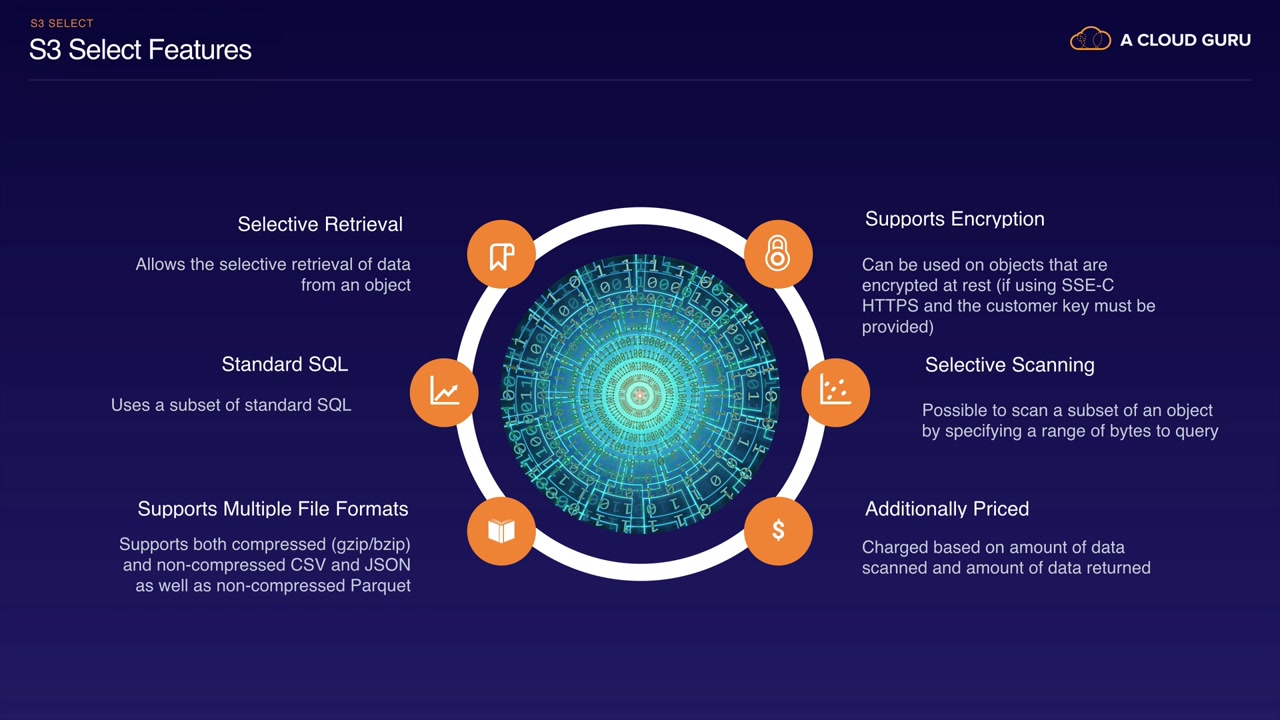 S3 SELECT
S3 Select Features
A CLOUD GURU
Selective Retrieval
Allows the selective retrieval of data
from an object
Standard SQL
Uses a subset of standard SQL
Supports Multiple File Formats
Supports both compressed (gzip/bzip)
and non-compressed CSV and JSON
as well as non-compressed Parquet
Supports Encryption
Can be used on objects that are
encrypted at rest (if using SSE-C
HTTPS and the customer key must be
provided)
Selective Scanning
Possible to scan a subset of an object
by specifying a range of bytes to query
Additionally Priced
Charged based on amount of data
scanned and amount of data returned
$